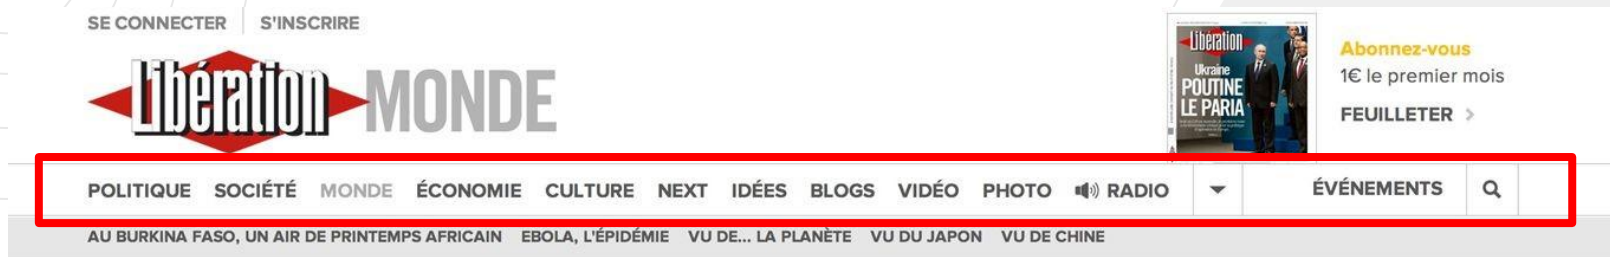 SE CONNECTER S'INSCRIRE
Libération MONDE
Libération
Ukraine
POUTINE
LE PARIA
Abonnez-vous
1€ le premier mois
FEUILLETER >
POLITIQUE SOCIÉTÉ MONDE ÉCONOMIE CULTURE NEXT IDÉES BLOGS VIDÉO PHOTO RADIO ÉVÉNEMENTS
AU BURKINA FASO, UN AIR DE PRINTEMPS AFRICAIN EBOLA, L'ÉPIDÉMIE VU DE... LA PLANÈTE VU DU JAPON VU DE CHINE